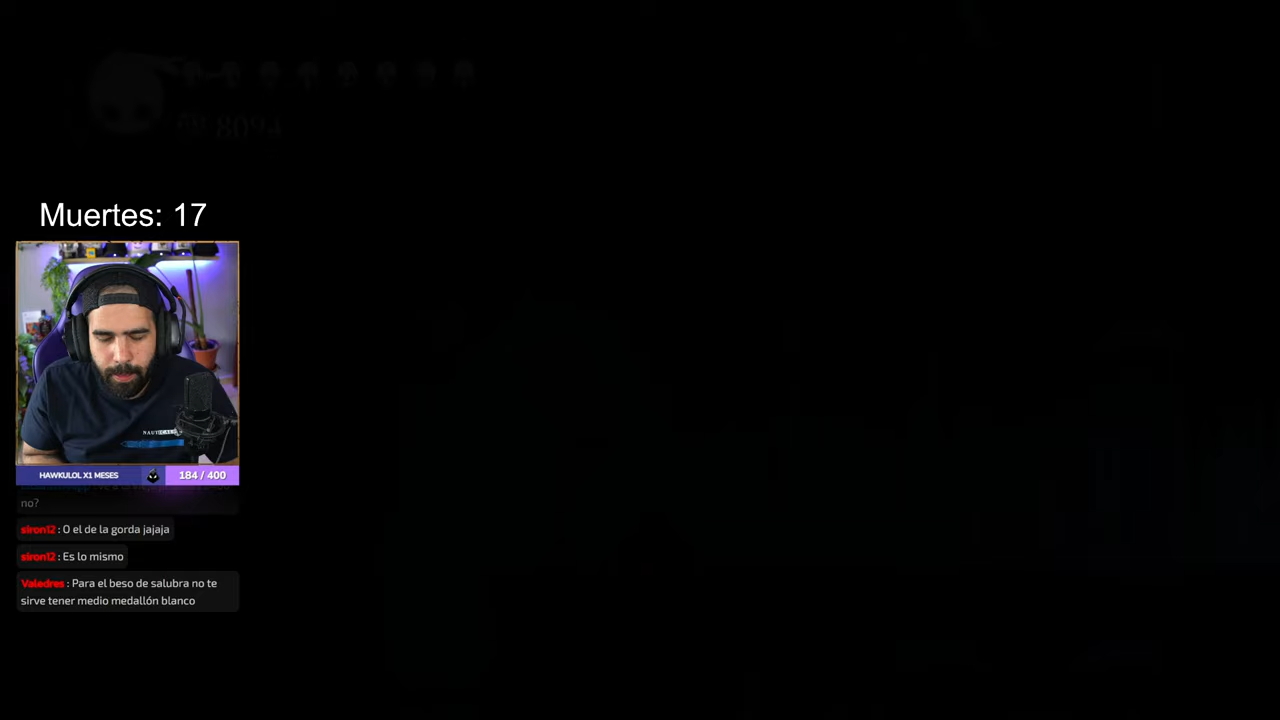 Muertes: 17
NAUTICALIA
HAWKULOL X1 MESES
184 / 400
no?
siron12 : O el de la gorda jajaja
siron12 : Es lo mismo
Valedres : Para el beso de salubra no te
sirve tener medio medallón blanco